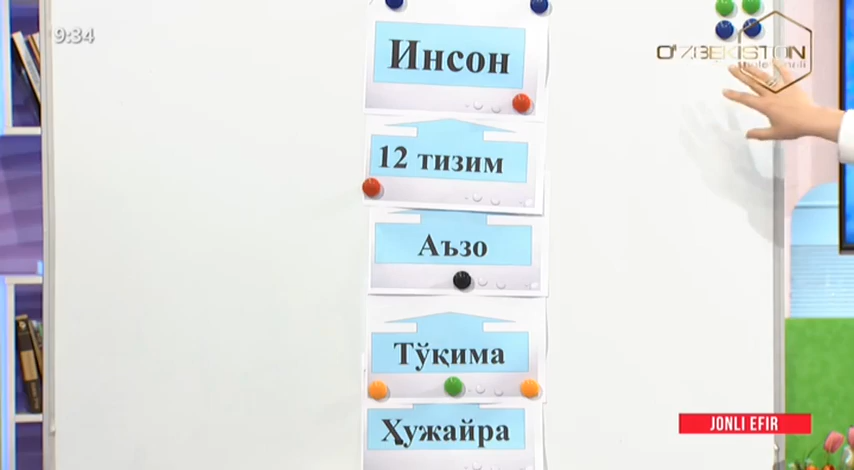 9:34
O'ZBEKISTON
Инсон
12 тизим
Аъзо
Тўқима
Ҳужайра
JONLI EFIR